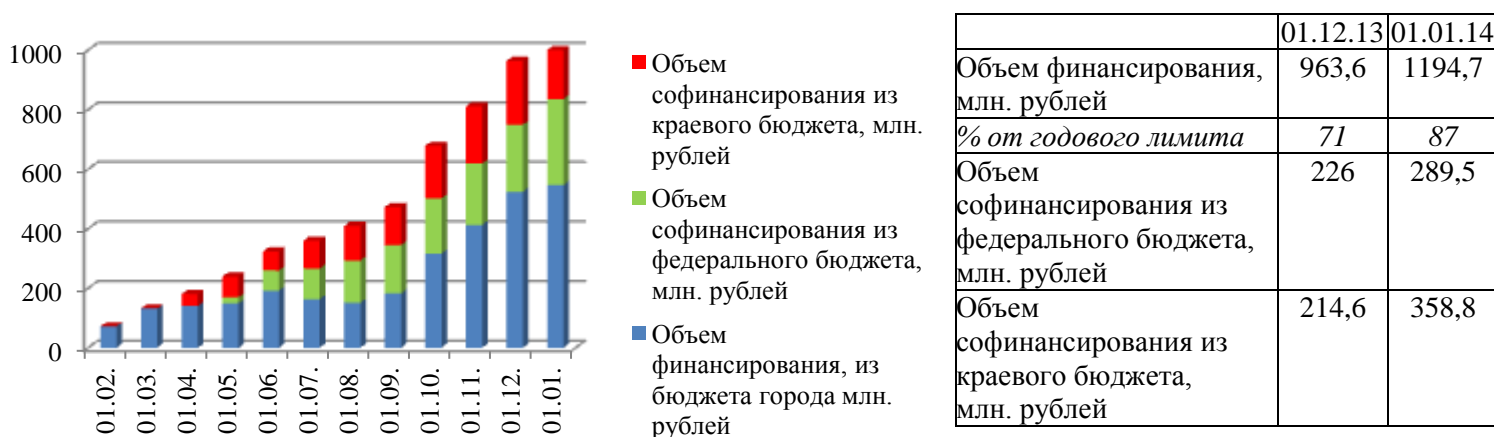 1000
800
600
400
200
0
01.02.
01.03.
01.04.
01.05.
01.06.
01.07.
01.08.
01.09.
01.10.
01.11.
01.12.
01.01.
Объем
софинансирования из
краевого бюджета, млн.
рублей
Объем
софинансирования из
федерального бюджета,
млн. рублей
Объем
финансирования, из
бюджета города млн.
рублей
01.12.13 01.01.14
Объем финансирования, 963,6 1194,7
млн. рублей
% от годового лимита 71 87
Объем 226 289,5
софинансирования из
федерального бюджета,
млн. рублей
Объем 214,6 358,8
софинансирования из
краевого бюджета,
млн. рублей